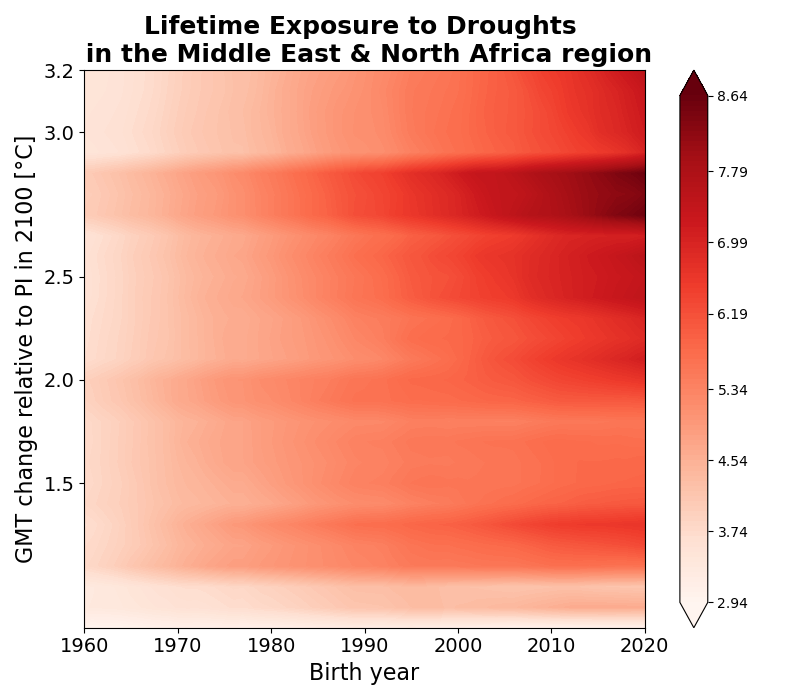 Lifetime Exposure to Droughts
in the Middle East & North Africa region
GMT change relative to PI in 2100 [°C]
3.2
3.0
2.5
2.0
1.5
1960 1970 1980 1990 2000 2010 2020
Birth year
8.64
7.79
6.99
6.19
5.34
4.54
3.74
2.94